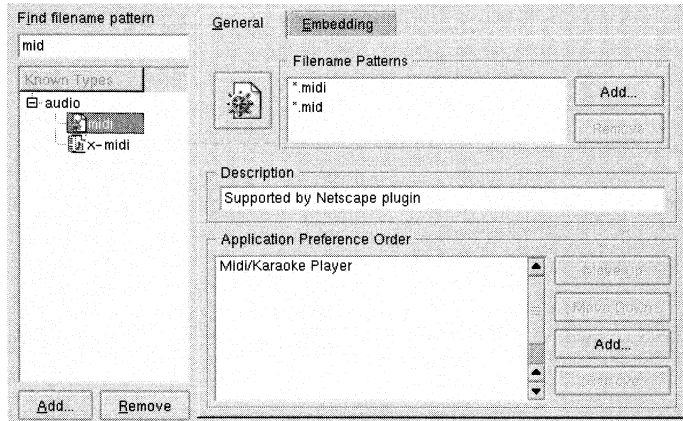 Find filename pattern
mid
Known Types
audio
midi
x-midi
Add...
Remove
General
Embedding
Filename Patterns
*.midi
*.mid
Add...
Remove
Description
Supported by Netscape plugin
Application Preference Order
Midi/Karaoke Player
Move Up
Move Down
Add...
Remove